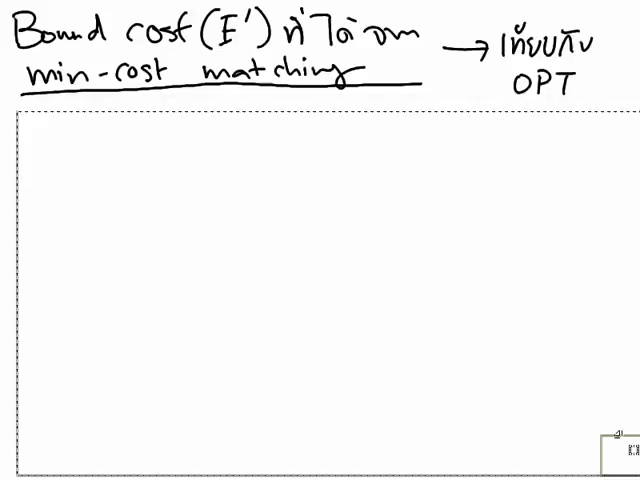 Bound cost(E') ที่ได้จาก
min-cost matching
→ เทียบกับ
OPT